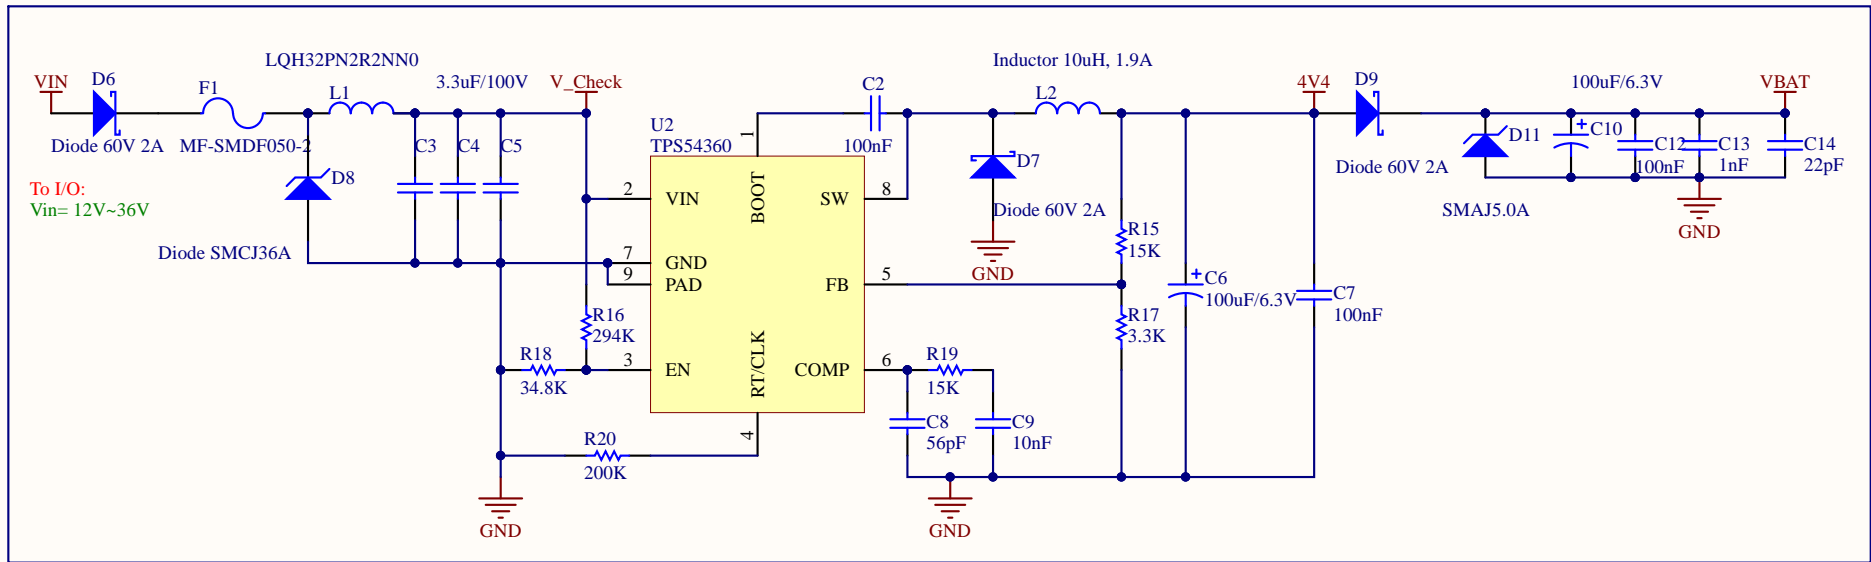 LQH32PN2R2NN0
Inductor 10uH, 1.9A
VIN
D6
F1
L1
3.3uF/100V
V_Check
C2
L2
4V4
D9
100uF/6.3V
VBAT
Diode 60V 2A
MF-SMDF050-2
C3
C4
C5
U2
TPS54360
1
100nF
D7
D11
C10
C12
100nF
C13
1nF
C14
22pF
To I/O:
Vin= 12V~36V
D8
2
VIN
BOOT
SW
8
Diode 60V 2A
Diode 60V 2A
SMAJ5.0A
GND
Diode SMCJ36A
7
GND
9
PAD
FB
5
GND
R15
15K
C6
100uF/6.3V
C7
100nF
R16
294K
R17
3.3K
R18
34.8K
3
EN
RT/CLK
COMP
6
R19
15K
C8
56pF
C9
10nF
R20
200K
4
GND
GND